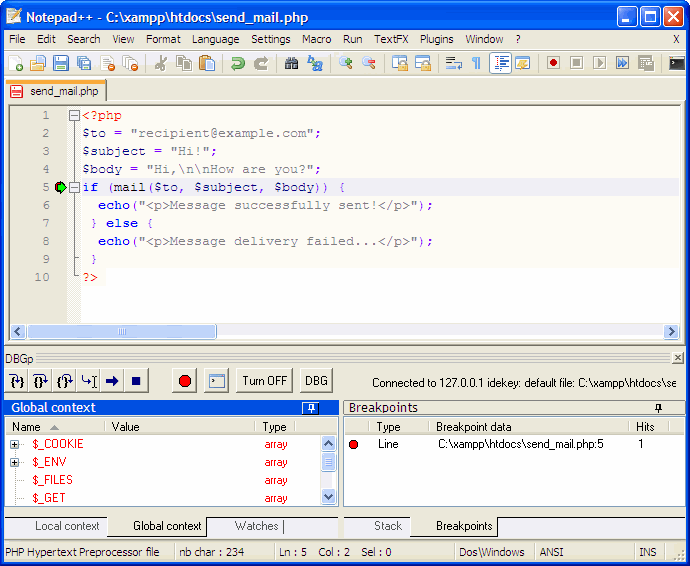 Notepad++ - C:\xampp\htdocs\send_mail.php
File Edit Search View Format Language Settings Macro Run TextFX Plugins Window ? X
send_mail.php
1 <?php
2 $to = "recipient@example.com";
3 $subject = "Hi!";
4 $body = "Hi,\n\nHow are you?";
5 if (mail($to, $subject, $body)) {
6 echo("<p>Message successfully sent!</p>");
7 } else {
8 echo("<p>Message delivery failed...</p>");
9 }
10 ?>
DBGp
Turn OFF DBG Connected to 127.0.0.1 idekey: default file: C:\xampp\htdocs\se
Global context Breakpoints
Name Value Type Type Breakpoint data Hits
$_COOKIE array Line C:\xampp\htdocs\send_mail.php:5 1
$_ENV array
$_FILES array
$_GET array
Local context Global context Watches Stack Breakpoints
PHP Hypertext Preprocessor file nb char : 234 Ln : 5 Col : 2 Sel : 0 Dos\Windows ANSI INS